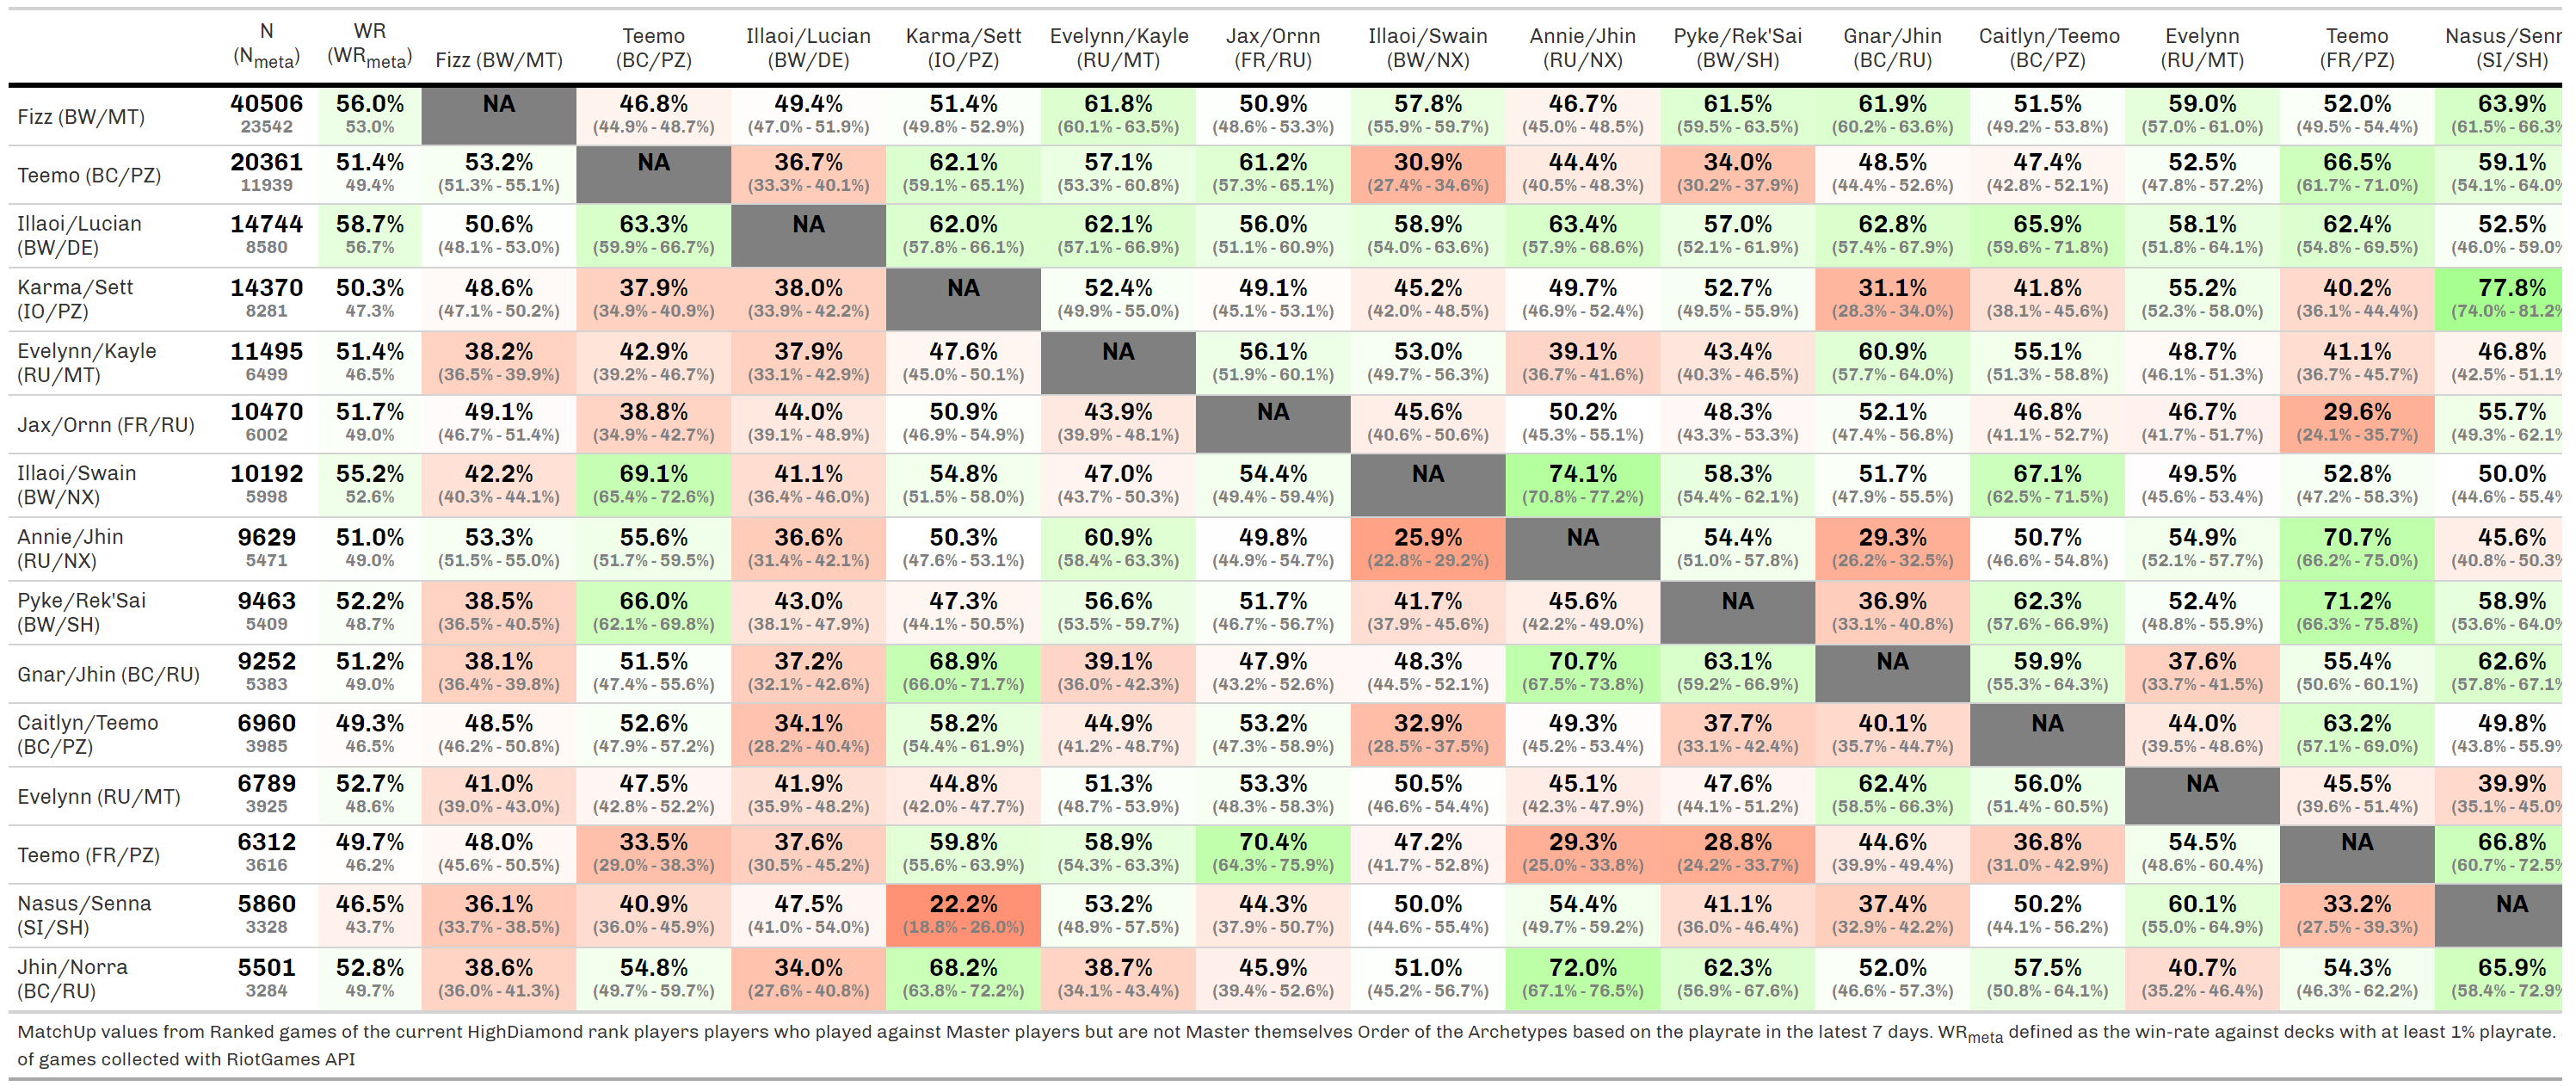 N WR Teemo Illaoi/Lucian Karma/Sett Evelynn/Kayle Jax/Ornn Illaoi/Swain Annie/Jhin Pyke/Rek'Sai Gnar/Jhin Caitlyn/Teemo Evelynn Teemo Nasus/Senr
(Nmeta) (WRmeta) Fizz (BW/MT) (BC/PZ) (BW/DE) (IO/PZ) (RU/MT) (FR/RU) (BW/NX) (RU/NX) (BW/SH) (BC/RU) (BC/PZ) (RU/MT) (FR/PZ) (SI/SH)
Fizz (BW/MT) 40506 56.0% NA 46.8% 49.4% 51.4% 61.8% 50.9% 57.8% 46.7% 61.5% 61.9% 51.5% 59.0% 52.0% 63.9%
23542 53.0% (44.9% - 48.7%) (47.0% - 51.9%) (49.8% - 52.9%) (60.1% - 63.5%) (48.6% - 53.3%) (55.9% - 59.7%) (45.0% - 48.5%) (59.5% - 63.5%) (60.2% - 63.6%) (49.2% - 53.8%) (57.0% - 61.0%) (49.5% - 54.4%) (61.5% - 66.3%
Teemo (BC/PZ) 20361 51.4% 53.2% NA 36.7% 62.1% 57.1% 61.2% 30.9% 44.4% 34.0% 48.5% 47.4% 52.5% 66.5% 59.1%
11939 49.4% (51.3% - 55.1%) (33.3% - 40.1%) (59.1% - 65.1%) (53.3% - 60.8%) (57.3% - 65.1%) (27.4% - 34.6%) (40.5% - 48.3%) (30.2% - 37.9%) (44.4% - 52.6%) (42.8% - 52.1%) (47.8% - 57.2%) (61.7% - 71.0%) (54.1% - 64.0%
Illaoi/Lucian 14744 58.7% 50.6% 63.3% NA 62.0% 62.1% 56.0% 58.9% 63.4% 57.0% 62.8% 65.9% 58.1% 62.4% 52.5%
(BW/DE) 8580 56.7% (48.1% - 53.0%) (59.9% - 66.7%) (57.8% - 66.1%) (57.1% - 66.9%) (51.1% - 60.9%) (54.0% - 63.6%) (57.9% - 68.6%) (52.1% - 61.9%) (57.4% - 67.9%) (59.6% - 71.8%) (51.8% - 64.1%) (54.8% - 69.5%) (46.0% - 59.0%
Karma/Sett 14370 50.3% 48.6% 37.9% 38.0% NA 52.4% 49.1% 45.2% 49.7% 52.7% 31.1% 41.8% 55.2% 40.2% 77.8%
(IO/PZ) 8281 47.3% (47.1% - 50.2%) (34.9% - 40.9%) (33.9% - 42.2%) (49.9% - 55.0%) (45.1% - 53.1%) (42.0% - 48.5%) (46.9% - 52.4%) (49.5% - 55.9%) (28.3% - 34.0%) (38.1% - 45.6%) (52.3% - 58.0%) (36.1% - 44.4%) (74.0% - 81.2%
Evelynn/Kayle 11495 51.4% 38.2% 42.9% 37.9% 47.6% NA 56.1% 53.0% 39.1% 43.4% 60.9% 55.1% 48.7% 41.1% 46.8%
(RU/MT) 6499 46.5% (36.5% - 39.9%) (39.2% - 46.7%) (33.1% - 42.9%) (45.0% - 50.1%) (51.9% - 60.1%) (49.7% - 56.3%) (36.7% - 41.6%) (40.3% - 46.5%) (57.7% - 64.0%) (51.3% - 58.8%) (46.1% - 51.3%) (36.7% - 45.7%) (42.5% - 51.1%
Jax/Ornn (FR/RU) 10470 51.7% 49.1% 38.8% 44.0% 50.9% 43.9% NA 45.6% 50.2% 48.3% 52.1% 46.8% 46.7% 29.6% 55.7%
6002 49.0% (46.7% - 51.4%) (34.9% - 42.7%) (39.1% - 48.9%) (46.9% - 54.9%) (39.9% - 48.1%) (40.6% - 50.6%) (45.3% - 55.1%) (43.3% - 53.3%) (47.4% - 56.8%) (41.1% - 52.7%) (41.7% - 51.7%) (24.1% - 35.7%) (49.3% - 62.1%
Illaoi/Swain 10192 55.2% 42.2% 69.1% 41.1% 54.8% 47.0% 54.4% NA 74.1% 58.3% 51.7% 67.1% 49.5% 52.8% 50.0%
(BW/NX) 5998 52.6% (40.3% - 44.1%) (65.4% - 72.6%) (36.4% - 46.0%) (51.5% - 58.0%) (43.7% - 50.3%) (49.4% - 59.4%) (70.8% - 77.2%) (54.4% - 62.1%) (47.9% - 55.5%) (62.5% - 71.5%) (45.6% - 53.4%) (47.2% - 58.3%) (44.6% - 55.4%
Annie/Jhin 9629 51.0% 53.3% 55.6% 36.6% 50.3% 60.9% 49.8% 25.9% NA 54.4% 29.3% 50.7% 54.9% 70.7% 45.6%
(RU/NX) 5471 49.0% (51.5% - 55.0%) (51.7% - 59.5%) (31.4% - 42.1%) (47.6% - 53.1%) (58.4% - 63.3%) (44.9% - 54.7%) (22.8% - 29.2%) (51.0% - 57.8%) (26.2% - 32.5%) (46.6% - 54.8%) (52.1% - 57.7%) (66.2% - 75.0%) (40.8% - 50.3%
Pyke/Rek'Sai 9463 52.2% 38.5% 66.0% 43.0% 47.3% 56.6% 51.7% 41.7% 45.6% NA 36.9% 62.3% 52.4% 71.2% 58.9%
(BW/SH) 5409 48.7% (36.5% - 40.5%) (62.1% - 69.8%) (38.1% - 47.9%) (44.1% - 50.5%) (53.5% - 59.7%) (46.7% - 56.7%) (37.9% - 45.6%) (42.2% - 49.0%) (33.1% - 40.8%) (57.6% - 66.9%) (48.8% - 55.9%) (66.3% - 75.8%) (53.6% - 64.0%
Gnar/Jhin (BC/RU) 9252 51.2% 38.1% 51.5% 37.2% 68.9% 39.1% 47.9% 48.3% 70.7% 63.1% NA 59.9% 37.6% 55.4% 62.6%
5383 49.0% (36.4% - 39.8%) (47.4% - 55.6%) (32.1% - 42.6%) (66.0% - 71.7%) (36.0% - 42.3%) (43.2% - 52.6%) (44.5% - 52.1%) (67.5% - 73.8%) (59.2% - 66.9%) (55.3% - 64.3%) (33.7% - 41.5%) (50.6% - 60.1%) (57.8% - 67.1%
Caitlyn/Teemo 6960 49.3% 48.5% 52.6% 34.1% 58.2% 44.9% 53.2% 32.9% 49.3% 37.7% 40.1% NA 44.0% 63.2% 49.8%
(BC/PZ) 3985 46.5% (46.2% - 50.8%) (47.9% - 57.2%) (28.2% - 40.4%) (54.4% - 61.9%) (41.2% - 48.7%) (47.3% - 58.9%) (28.5% - 37.5%) (45.2% - 53.4%) (33.1% - 42.4%) (35.7% - 44.7%) (39.5% - 48.6%) (57.1% - 69.0%) (43.8% - 55.9%
Evelynn (RU/MT) 6789 52.7% 41.0% 47.5% 41.9% 44.8% 51.3% 53.3% 50.5% 45.1% 47.6% 62.4% 56.0% NA 45.5% 39.9%
3925 48.6% (39.0% - 43.0%) (42.8% - 52.2%) (35.9% - 48.2%) (42.0% - 47.7%) (48.7% - 53.9%) (48.3% - 58.3%) (46.6% - 54.4%) (42.3% - 47.9%) (44.1% - 51.2%) (58.5% - 66.3%) (51.4% - 60.5%) (39.6% - 51.4%) (35.1% - 45.0%
Teemo (FR/PZ) 6312 49.7% 48.0% 33.5% 37.6% 59.8% 58.9% 70.4% 47.2% 29.3% 28.8% 44.6% 36.8% 54.5% NA 66.8%
3616 46.2% (45.6% - 50.5%) (29.0% - 38.3%) (30.5% - 45.2%) (55.6% - 63.9%) (54.3% - 63.3%) (64.3% - 75.9%) (41.7% - 52.8%) (25.0% - 33.8%) (24.2% - 33.7%) (39.9% - 49.4%) (31.0% - 42.9%) (48.6% - 60.4%) (60.7% - 72.5%
Nasus/Senna 5860 46.5% 36.1% 40.9% 47.5% 22.2% 53.2% 44.3% 50.0% 54.4% 41.1% 37.4% 50.2% 60.1% 33.2% NA
(SI/SH) 3328 43.7% (33.7% - 38.5%) (36.0% - 45.9%) (41.0% - 54.0%) (18.8% - 26.0%) (48.9% - 57.5%) (37.9% - 50.7%) (44.6% - 55.4%) (49.7% - 59.2%) (36.0% - 46.4%) (32.9% - 42.2%) (44.1% - 56.2%) (55.0% - 64.9%) (27.5% - 39.3%)
Jhin/Norra 5501 52.8% 38.6% 54.8% 34.0% 68.2% 38.7% 45.9% 51.0% 72.0% 62.3% 52.0% 57.5% 40.7% 54.3% 65.9%
(BC/RU) 3284 49.7% (36.0% - 41.3%) (49.7% - 59.7%) (27.6% - 40.8%) (63.8% - 72.2%) (34.1% - 43.4%) (39.4% - 52.6%) (45.2% - 56.7%) (67.1% - 76.5%) (56.9% - 67.6%) (46.6% - 57.3%) (50.8% - 64.1%) (35.2% - 46.4%) (46.3% - 62.2%) (58.4% - 72.9%
MatchUp values from Ranked games of the current HighDiamond rank players players who played against Master players but are not Master themselves Order of the Archetypes based on the playrate in the latest 7 days. WRmeta defined as the win-rate against decks with at least 1% playrate.
of games collected with RiotGames API